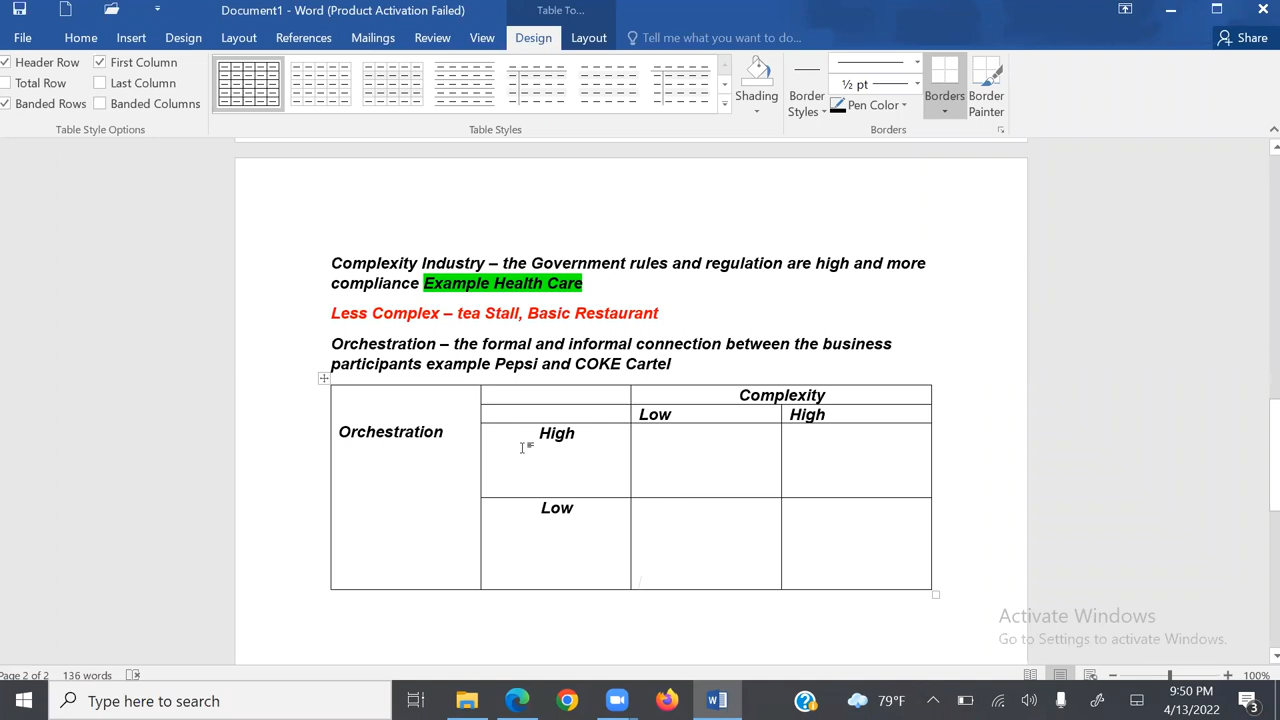 Document1 - Word (Product Activation Failed)
Table To...
File Home Insert Design Layout References Mailings Review View Design Layout Tell me what you want to do... Share
Header Row First Column
Total Row Last Column
Banded Rows Banded Columns
Table Style Options
Table Styles
Shading
Border Styles
½ pt
Pen Color
Borders
Border Painter
Borders
Complexity Industry – the Government rules and regulation are high and more
compliance Example Health Care
Less Complex – tea Stall, Basic Restaurant
Orchestration – the formal and informal connection between the business
participants example Pepsi and COKE Cartel
Complexity
Low High
Orchestration
High
Low
Activate Windows
Go to Settings to activate Windows.
Page 2 of 2 136 words 100%
Type here to search
79°F
9:50 PM
4/13/2022
3